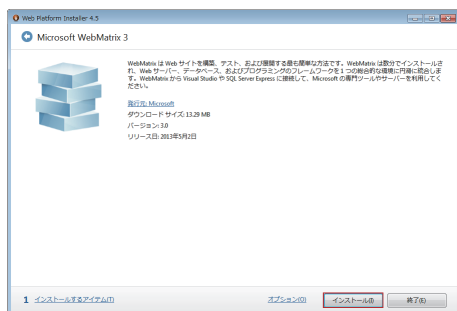 Web Platform Installer 4.5
Microsoft WebMatrix 3
WebMatrix は Web サイトを構築、テスト、および展開する最も簡単な方法です。WebMatrix は数分でインストールさ
れ、Web サーバー、データベース、およびプログラミングのフレームワークを 1 つの総合的な環境に円滑に統合しま
す。WebMatrix から Visual Studio や SQL Server Express に接続して、Microsoft の専門ツールやサーバーを利用してく
ださい。
発行元: Microsoft
ダウンロード サイズ: 13.29 MB
バージョン: 3.0
リリース日: 2013年5月2日
1 インストールするアイテム(T) オプション(O) インストール(I) 終了(E)